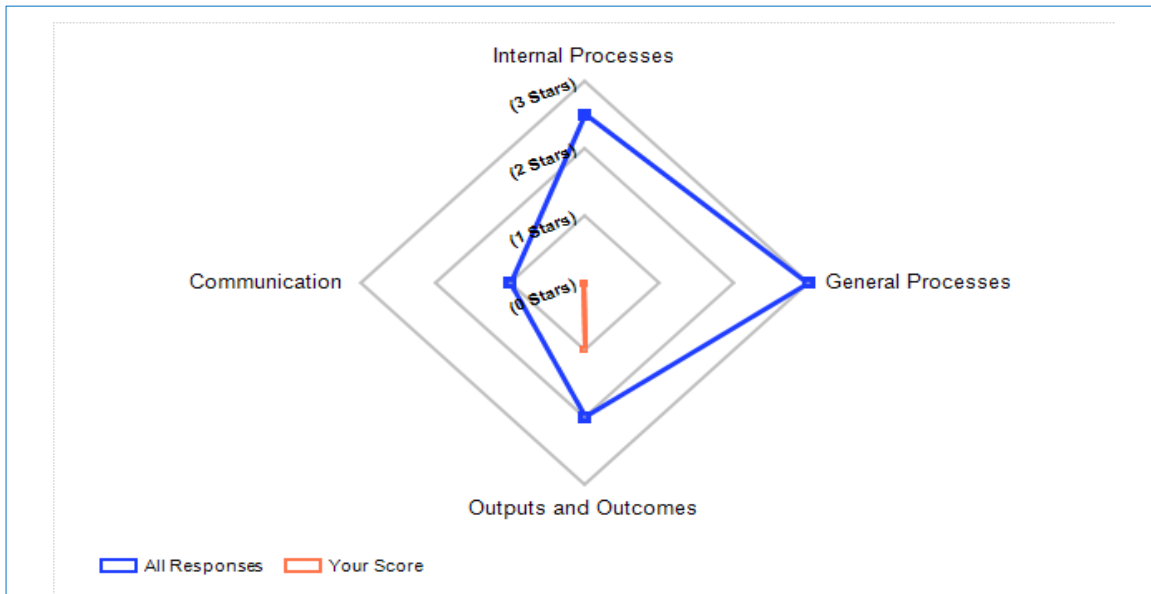 Internal Processes
(3 Stars)
(2 Stars)
(1 Stars)
Communication
(0 Stars)
General Processes
Outputs and Outcomes
All Responses
Your Score